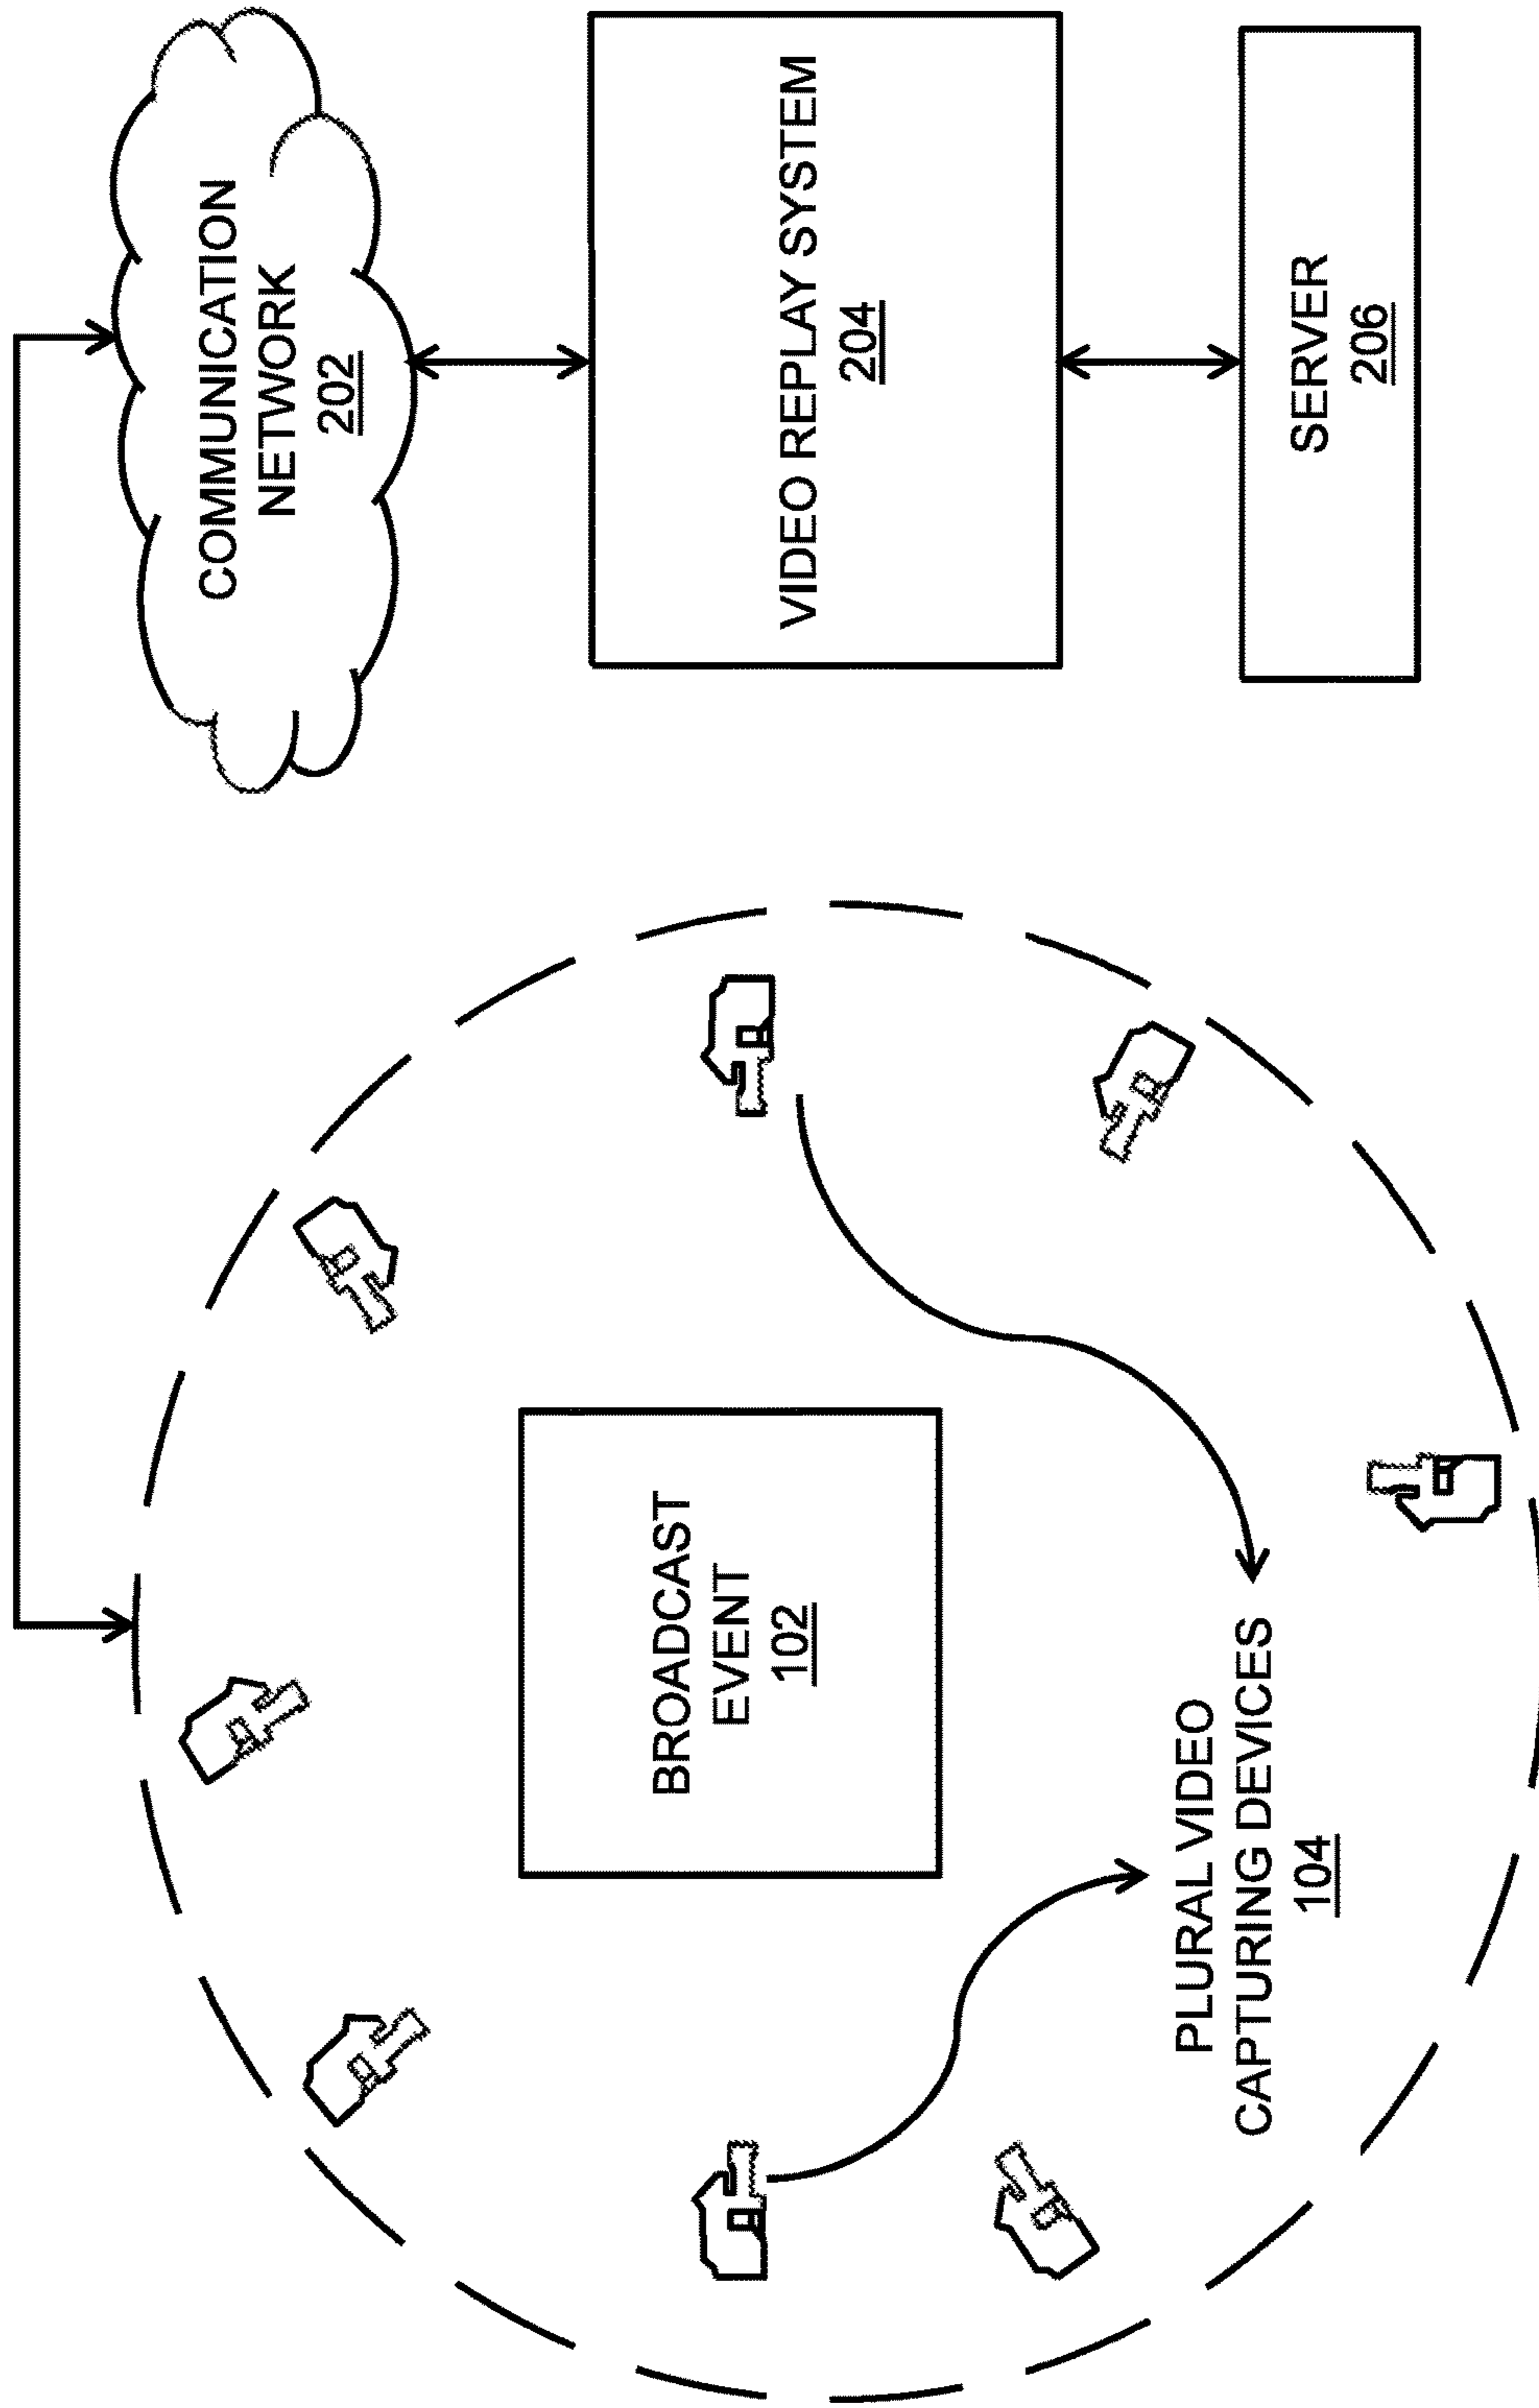 BROADCAST
EVENT
102
PLURAL VIDEO
CAPTURING DEVICES
104
COMMUNICATION
NETWORK
202
VIDEO REPLAY SYSTEM
204
SERVER
206